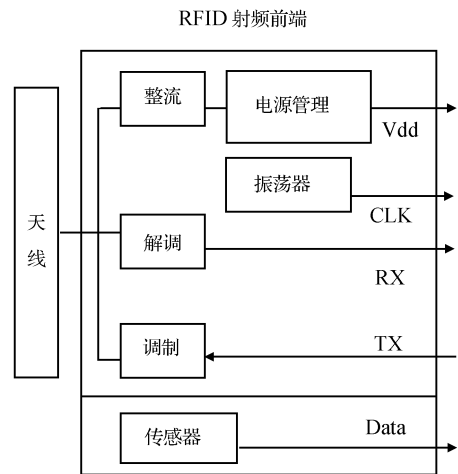 RFID 射频前端
整流
电源管理
Vdd
振荡器
CLK
天
线
解调
RX
调制
TX
传感器
Data